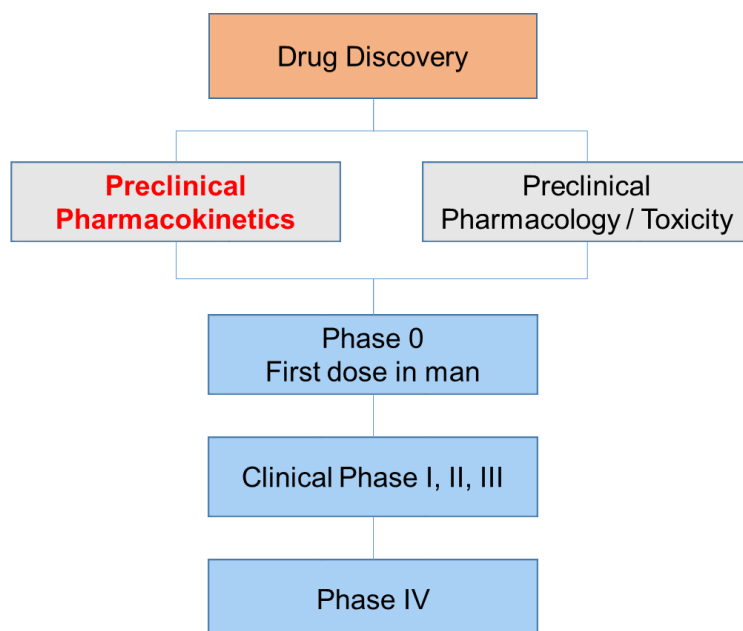 Drug Discovery
Preclinical
Pharmacokinetics
Preclinical
Pharmacology / Toxicity
Phase 0
First dose in man
Clinical Phase I, II, III
Phase IV